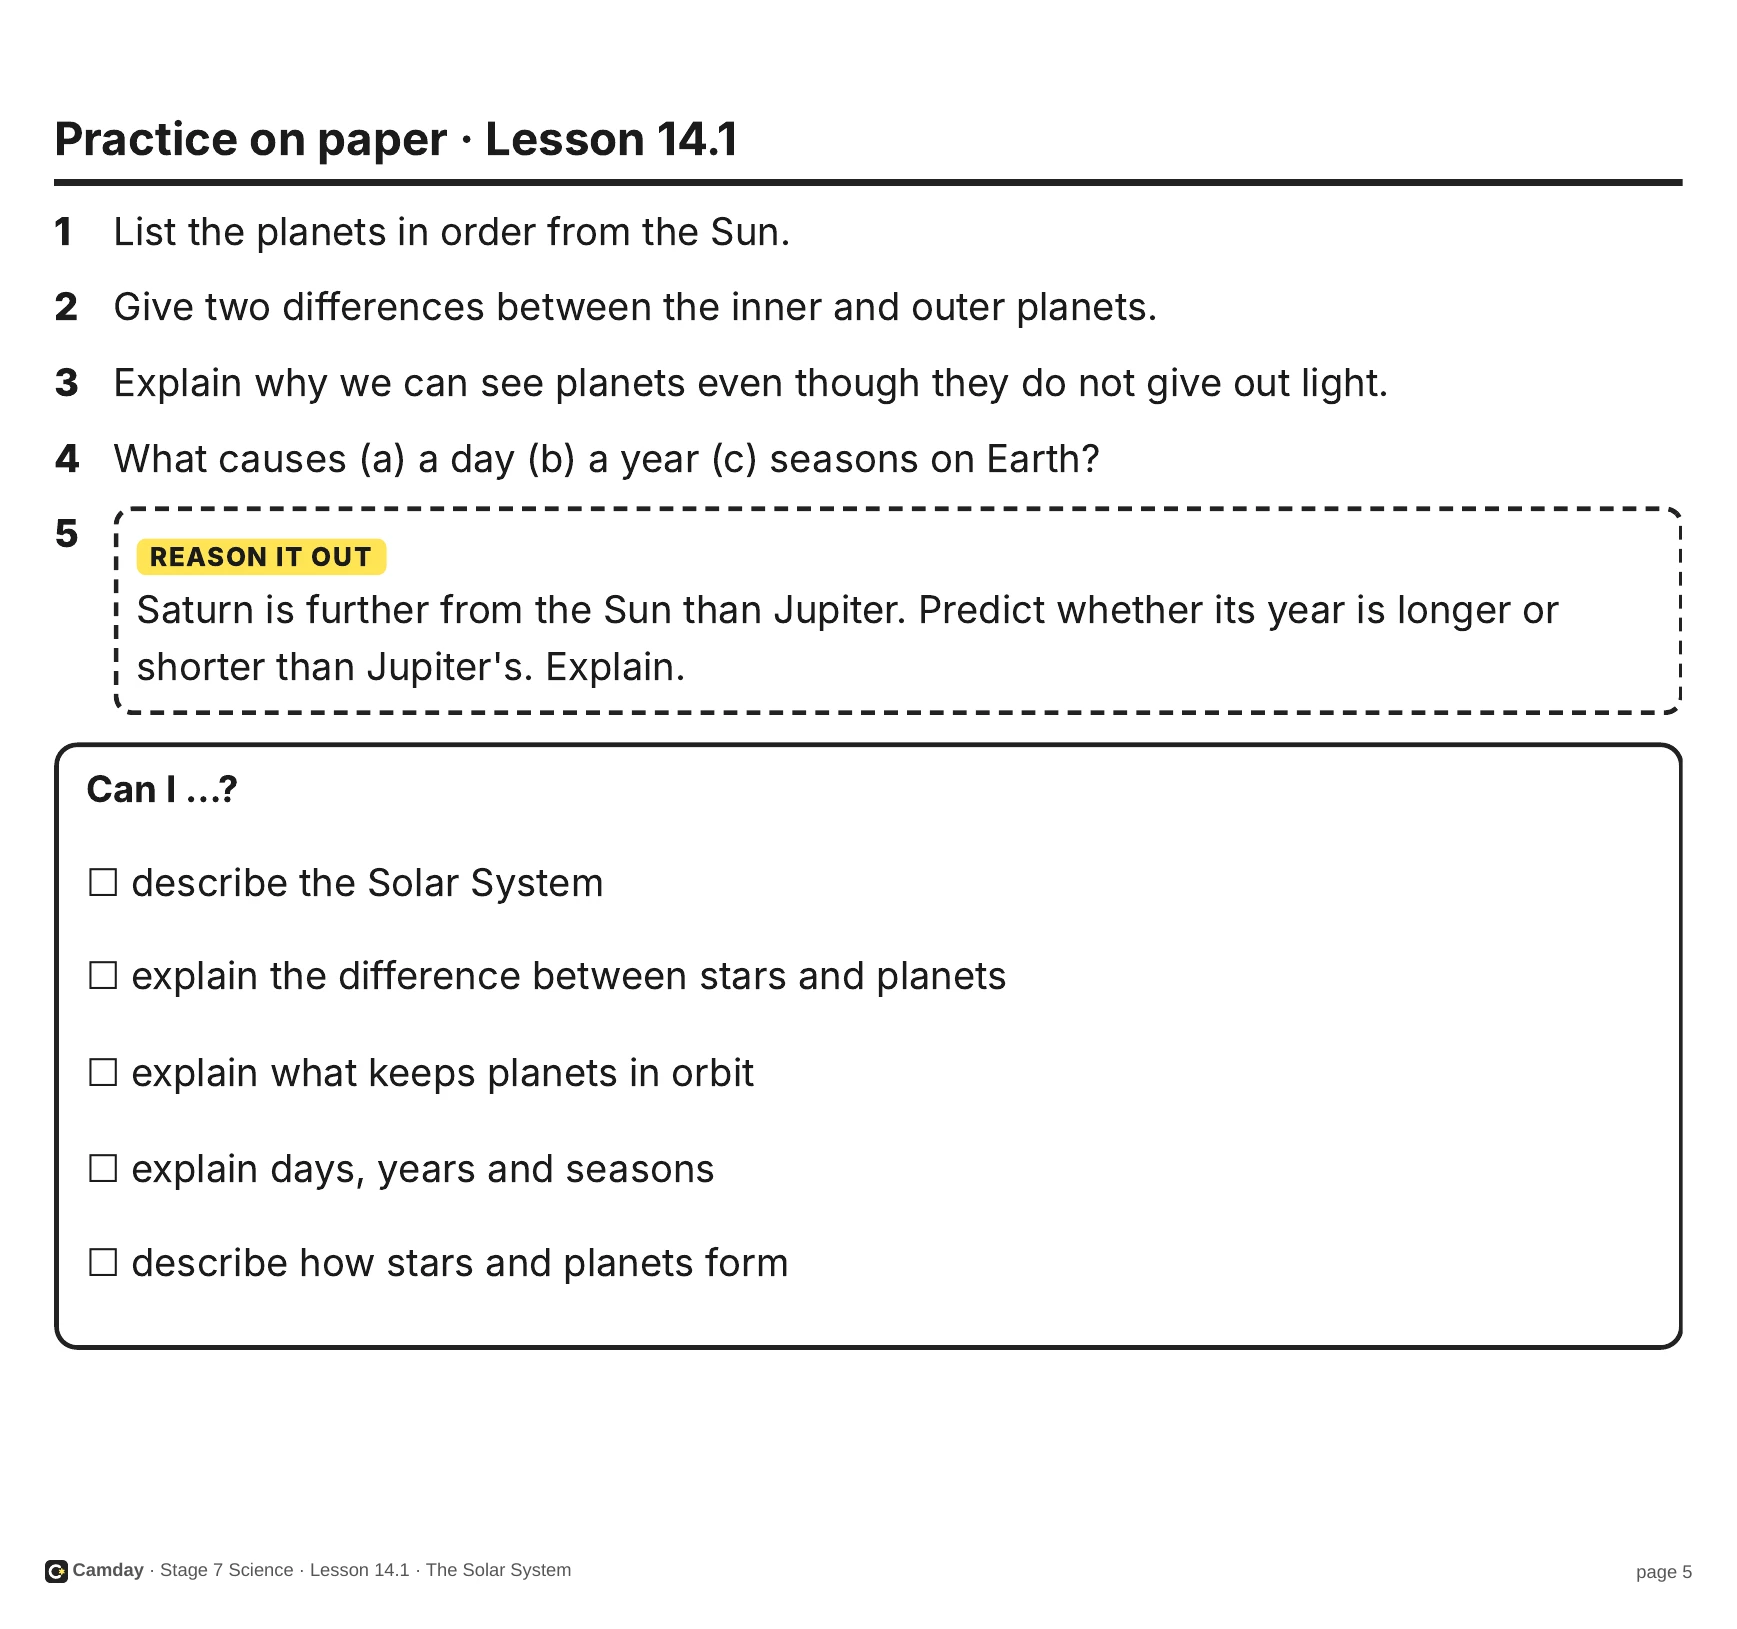 Practice on paper · Lesson 14.1
1 List the planets in order from the Sun.
2 Give two differences between the inner and outer planets.
3 Explain why we can see planets even though they do not give out light.
4 What causes (a) a day (b) a year (c) seasons on Earth?
5
REASON IT OUT
Saturn is further from the Sun than Jupiter. Predict whether its year is longer or
shorter than Jupiter's. Explain.
Can I …?
☐ describe the Solar System
☐ explain the difference between stars and planets
☐ explain what keeps planets in orbit
☐ explain days, years and seasons
☐ describe how stars and planets form
Camday · Stage 7 Science · Lesson 14.1 · The Solar System
page 5